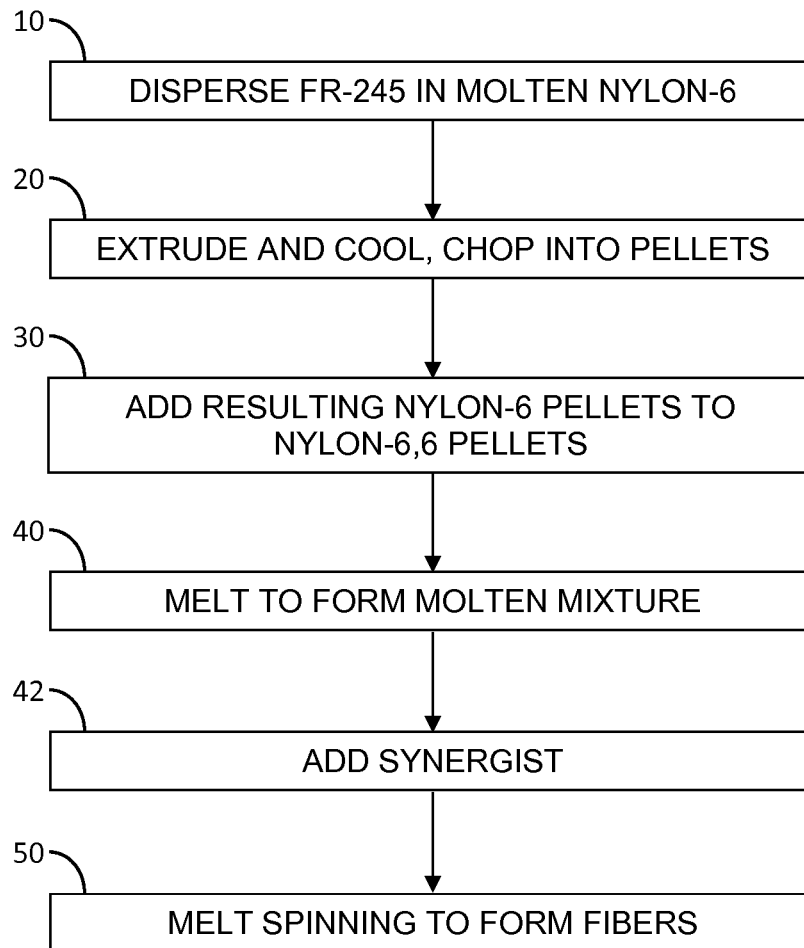 10
DISPERSE FR-245 IN MOLTEN NYLON-6
20
EXTRUDE AND COOL, CHOP INTO PELLETS
30
ADD RESULTING NYLON-6 PELLETS TO
NYLON-6,6 PELLETS
40
MELT TO FORM MOLTEN MIXTURE
42
ADD SYNERGIST
50
MELT SPINNING TO FORM FIBERS